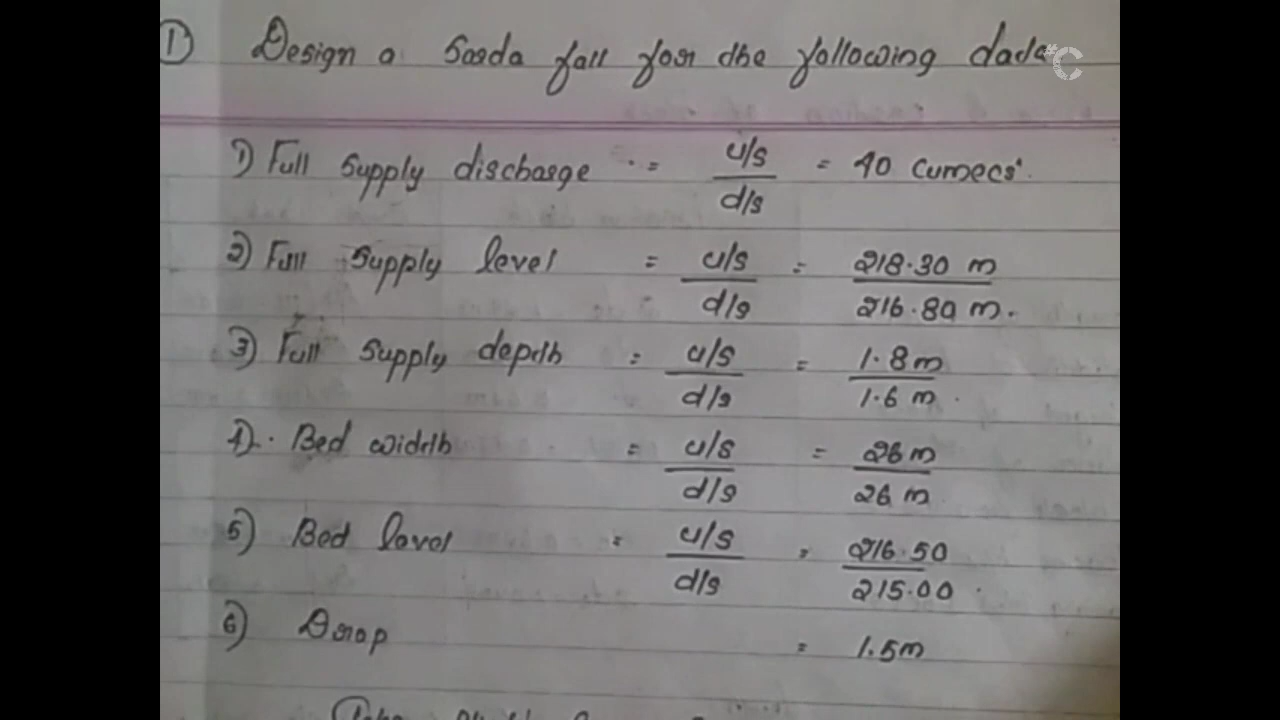 1) Design a Sarda fall for the following data
1) Full Supply discharge = u/s / d/s = 40 cumecs.
2) Full Supply level = u/s / d/s = 218.30 m / 216.80 m.
3) Full Supply depth = u/s / d/s = 1.8 m / 1.6 m.
4) Bed width = u/s / d/s = 26 m / 26 m
5) Bed level = u/s / d/s = 216.50 / 215.00
6) Drop = 1.5m